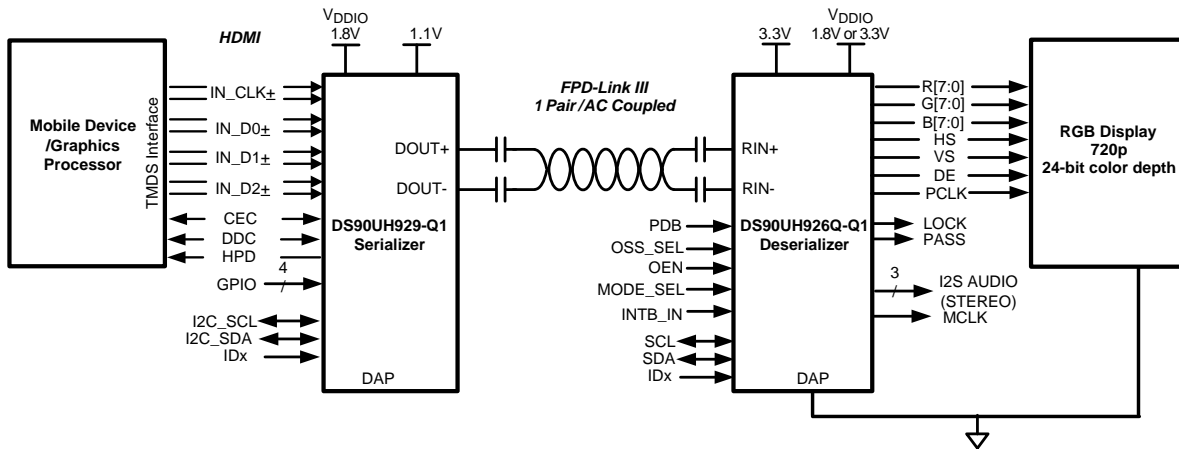 HDMI
VDDIO
1.8V
1.1V
3.3V
VDDIO
1.8V or 3.3V
FPD-Link III
1 Pair /AC Coupled
Mobile Device
/Graphics
Processor
TMDS Interface
IN_CLK±
IN_D0±
IN_D1±
IN_D2±
CEC
DDC
HPD
GPIO
4
I2C_SCL
I2C_SDA
IDx
DOUT+
DOUT-
DS90UH929-Q1
Serializer
DAP
RIN+
RIN-
PDB
OSS_SEL
OEN
MODE_SEL
INTB_IN
SCL
SDA
IDx
DS90UH926Q-Q1
Deserializer
DAP
R[7:0]
G[7:0]
B[7:0]
HS
VS
DE
PCLK
LOCK
PASS
3
I2S AUDIO
(STEREO)
MCLK
RGB Display
720p
24-bit color depth